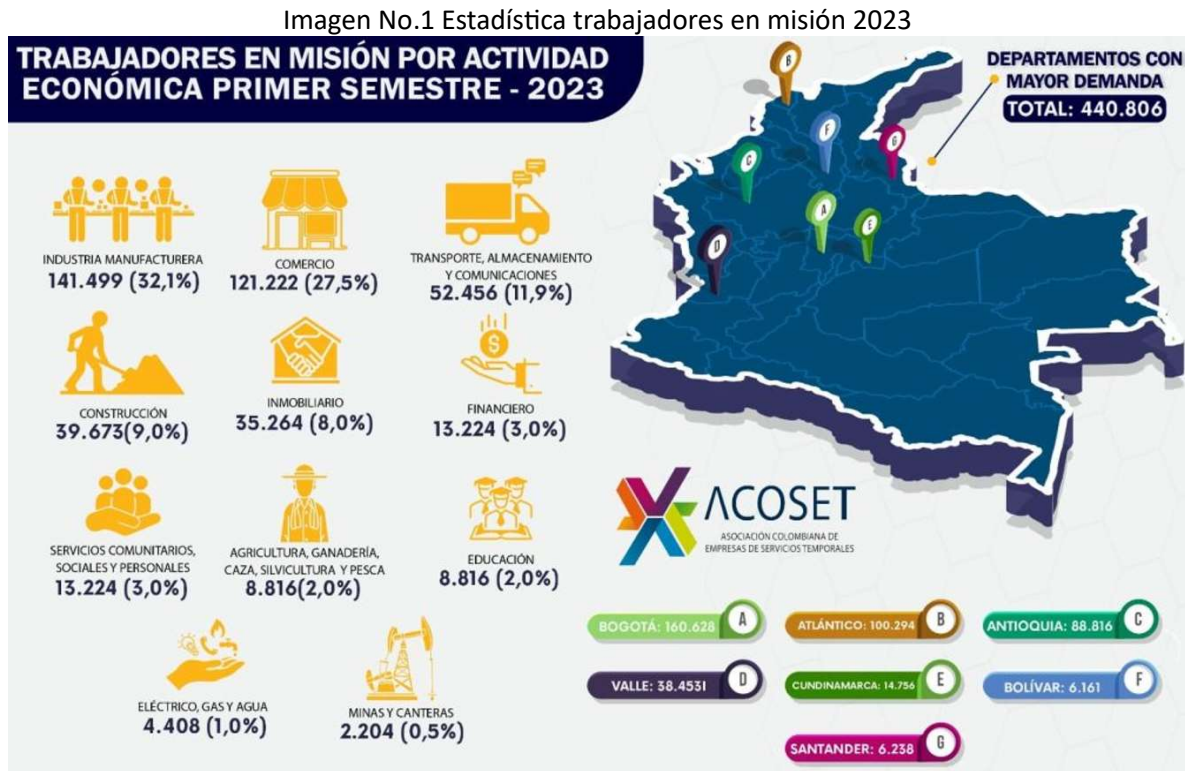 Imagen No.1 Estadística trabajadores en misión 2023
TRABAJADORES EN MISIÓN POR ACTIVIDAD
ECONÓMICA PRIMER SEMESTRE - 2023
DEPARTAMENTOS CON
MAYOR DEMANDA
TOTAL: 440.806
B
F
G
C
A
E
D
INDUSTRIA MANUFACTURERA
141.499 (32,1%)
COMERCIO
121.222 (27,5%)
TRANSPORTE, ALMACENAMIENTO
Y COMUNICACIONES
52.456 (11,9%)
CONSTRUCCIÓN
39.673(9,0%)
INMOBILIARIO
35.264 (8,0%)
$
FINANCIERO
13.224 (3,0%)
SERVICIOS COMUNITARIOS,
SOCIALES Y PERSONALES
13.224 (3,0%)
AGRICULTURA, GANADERÍA,
CAZA, SILVICULTURA Y PESCA
8.816(2,0%)
EDUCACIÓN
8.816 (2,0%)
ELÉCTRICO, GAS Y AGUA
4.408 (1,0%)
MINAS Y CANTERAS
2.204 (0,5%)
ACOSET
ASOCIACIÓN COLOMBIANA DE
EMPRESAS DE SERVICIOS TEMPORALES
BOGOTÁ: 160.628 A
ATLÁNTICO: 100.294 B
ANTIOQUIA: 88.816 C
VALLE: 38.4531 D
CUNDINAMARCA: 14.756 E
BOLÍVAR: 6.161 F
SANTANDER: 6.238 G